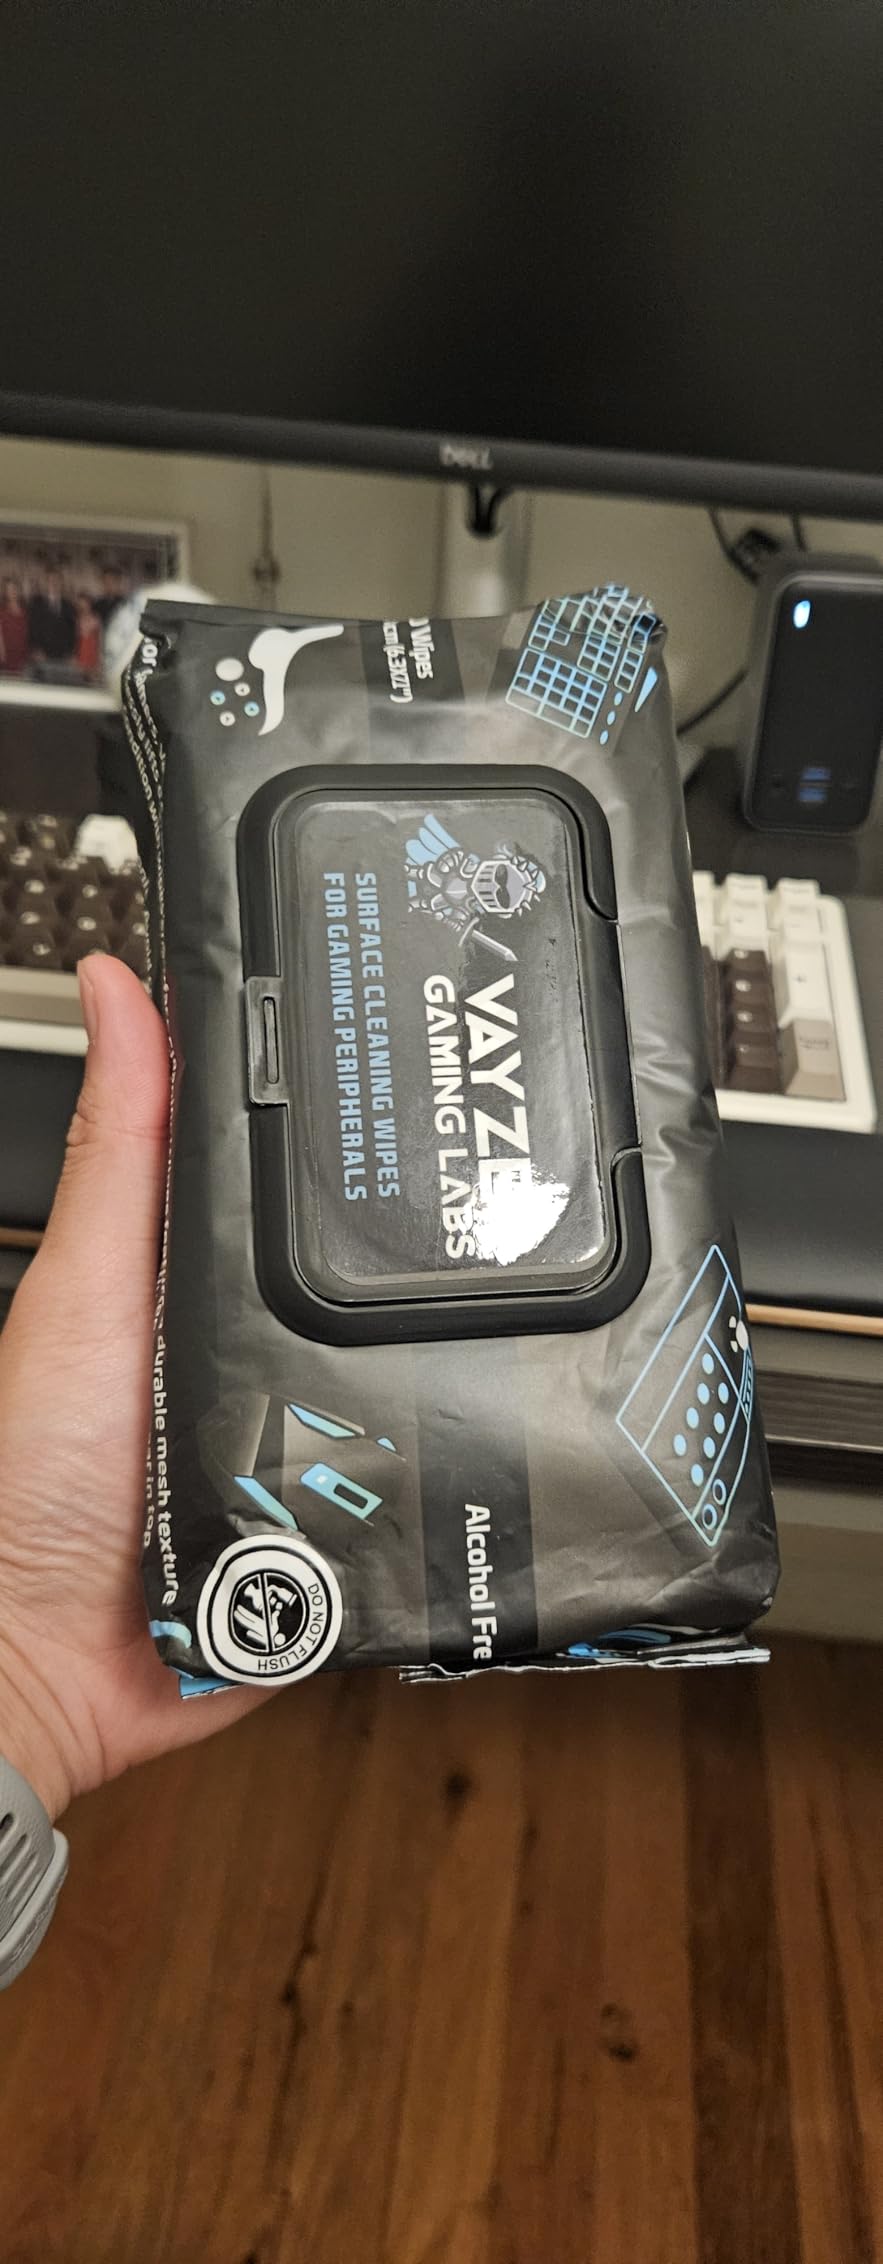 DELL
Wipes
VAYZE
GAMING LABS
SURFACE CLEANING WIPES
FOR GAMING PERIPHERALS
Alcohol Fre
durable mesh texture
DO NOT FLUSH